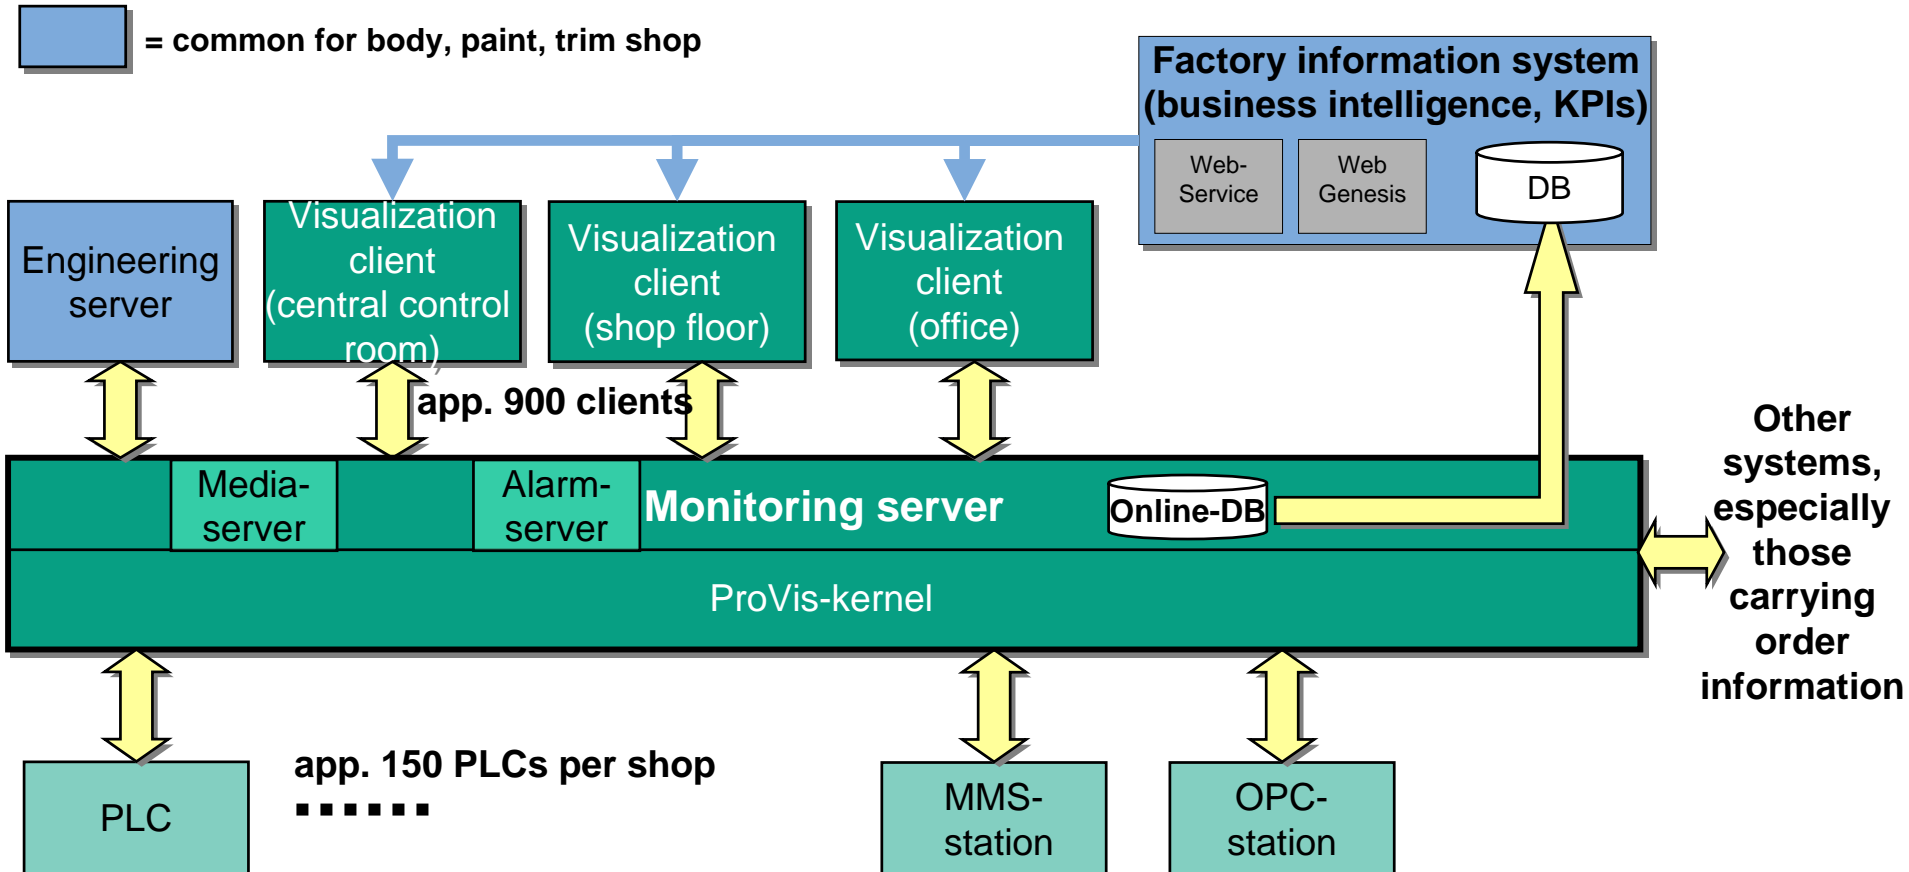 = common for body, paint, trim shop
Factory information system
(business intelligence, KPIs)
Web-
Service
Web
Genesis
DB
Engineering
server
Visualization
client
(central control
room)
Visualization
client
(shop floor)
Visualization
client
(office)
app. 900 clients
Other
systems,
especially
those
carrying
order
information
Media-
server
Alarm-
server
Monitoring server
Online-DB
ProVis-kernel
app. 150 PLCs per shop
PLC
MMS-
station
OPC-
station